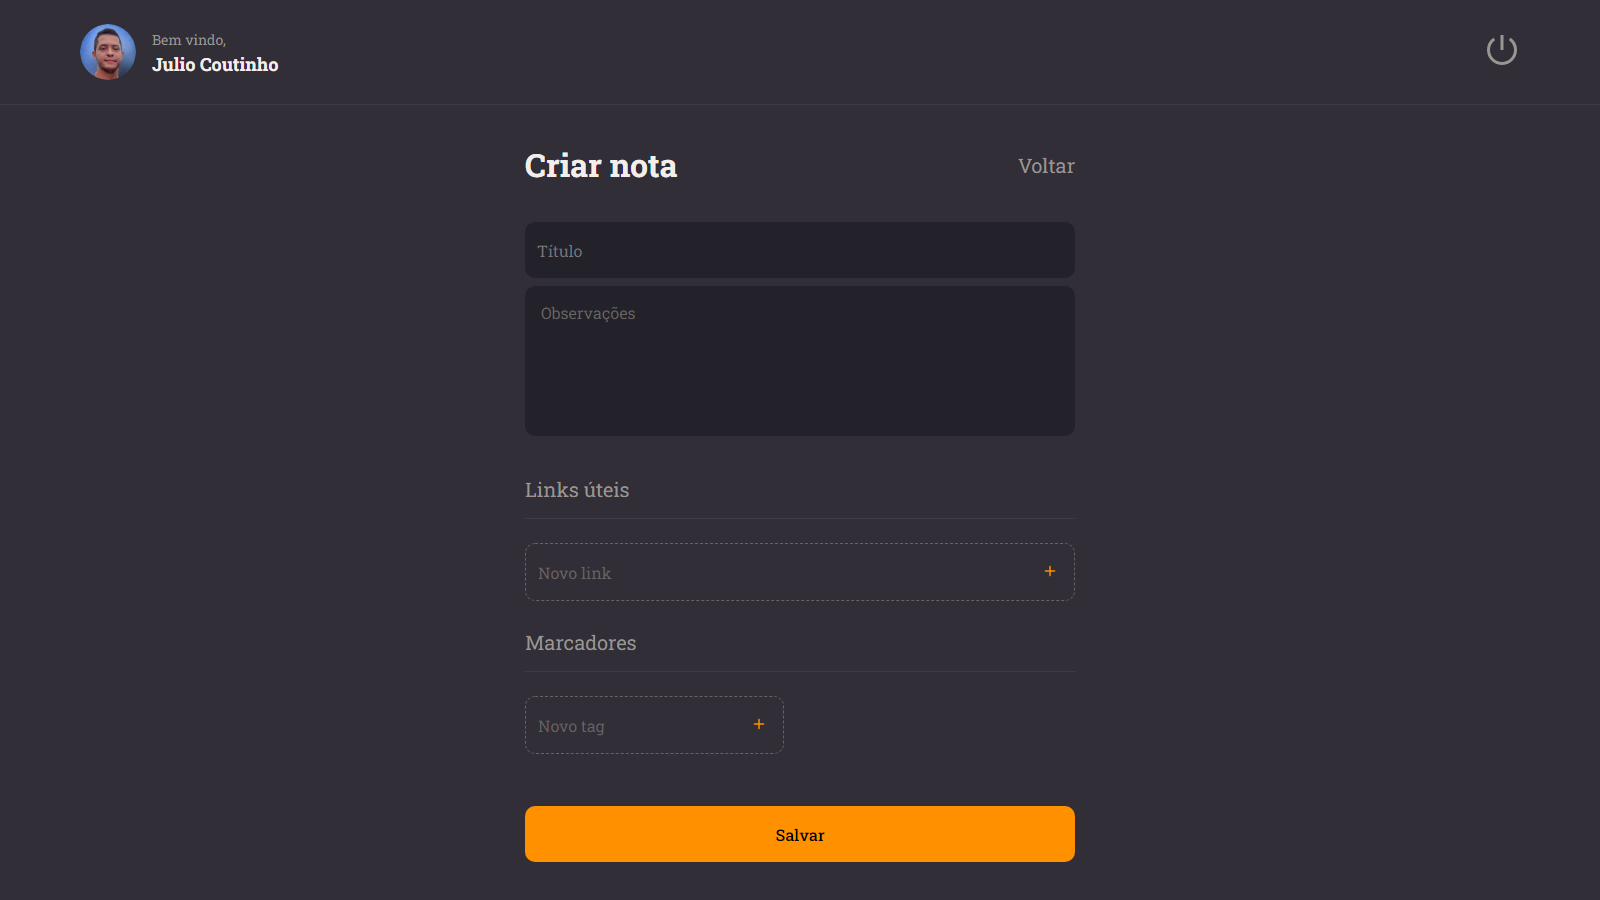 Bem vindo,
Julio Coutinho
Criar nota
Voltar
Título
Observações
Links úteis
Novo link
+
Marcadores
Novo tag
+
Salvar